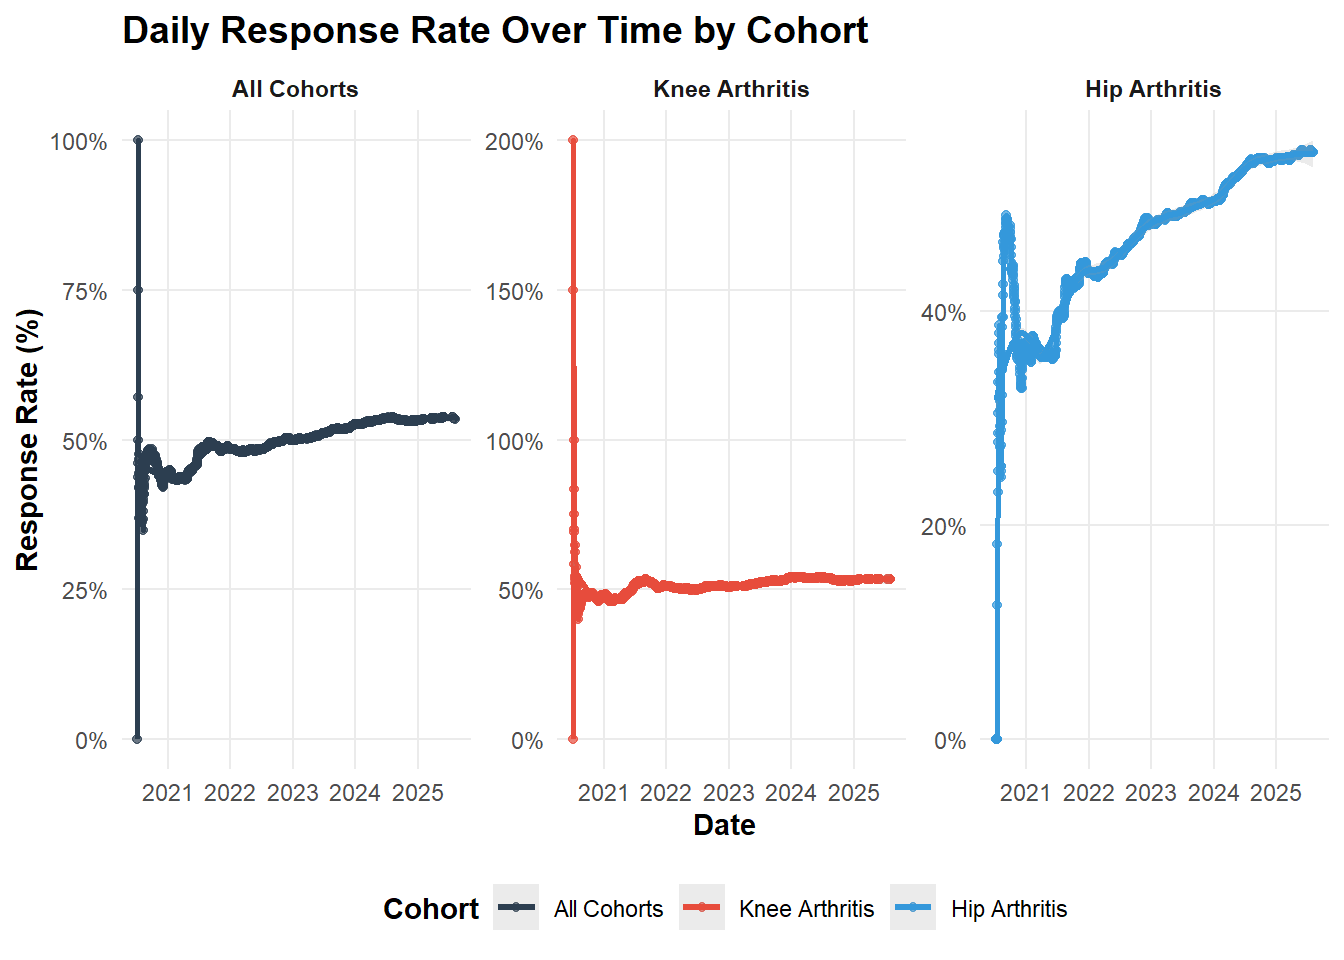 Daily Response Rate Over Time by Cohort
All Cohorts
Knee Arthritis
Hip Arthritis
Response Rate (%)
100%
75%
50%
25%
0%
200%
150%
100%
50%
0%
40%
20%
0%
2021 2022 2023 2024 2025
2021 2022 2023 2024 2025
2021 2022 2023 2024 2025
Date
Cohort All Cohorts Knee Arthritis Hip Arthritis